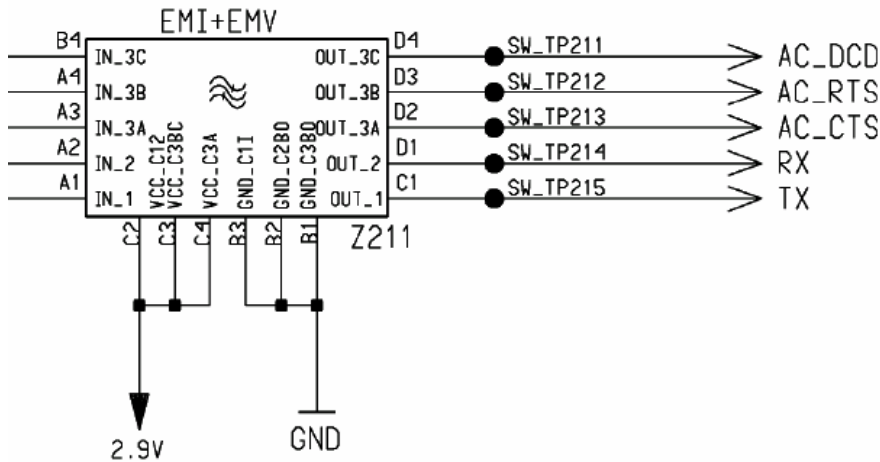 EMI+EMV
B4 IN_3C OUT_3C D4 SW_TP211 AC_DCD
A4 IN_3B OUT_3B D3 SW_TP212 AC_RTS
A3 IN_3A OUT_3A D2 SW_TP213 AC_CTS
A2 IN_2 OUT_2 D1 SW_TP214 RX
A1 IN_1 OUT_1 C1 SW_TP215 TX
VCC_C12
VCC_C3BC
VCC_C3A
GND_C1I
GND_C2BO
GND_C3BO
C2 C3 C4 B3 B2 B1 Z211
2.9V
GND